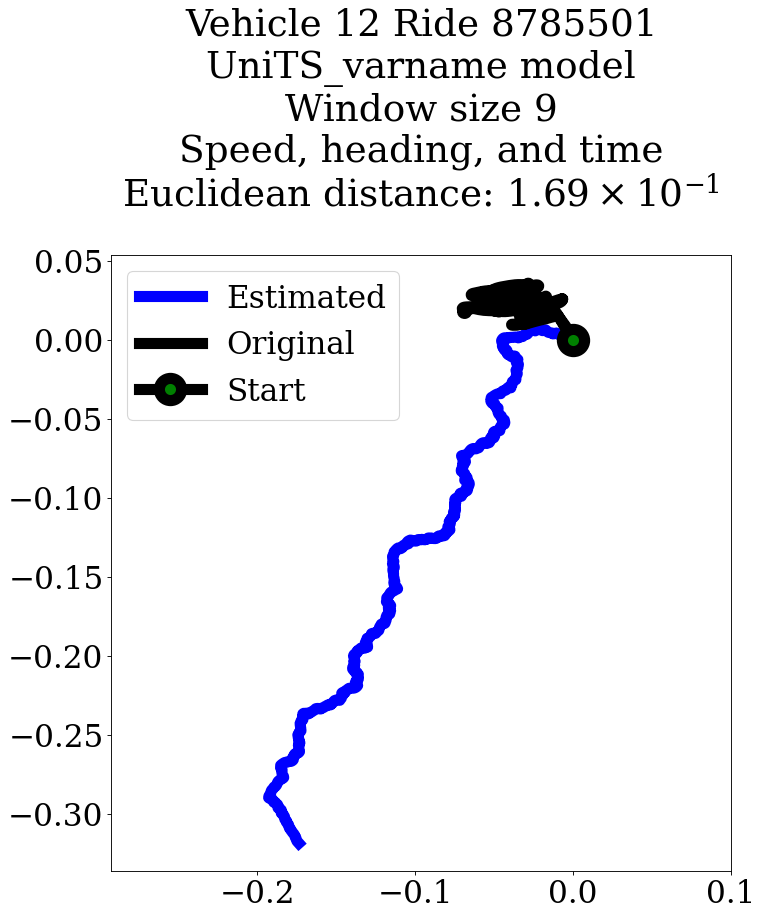 Vehicle 12 Ride 8785501
UniTS_varname model
Window size 9
Speed, heading, and time
Euclidean distance: 1.69 × 10⁻¹
Estimated
Original
Start
0.05
0.00
−0.05
−0.10
−0.15
−0.20
−0.25
−0.30
−0.2 −0.1 0.0 0.1